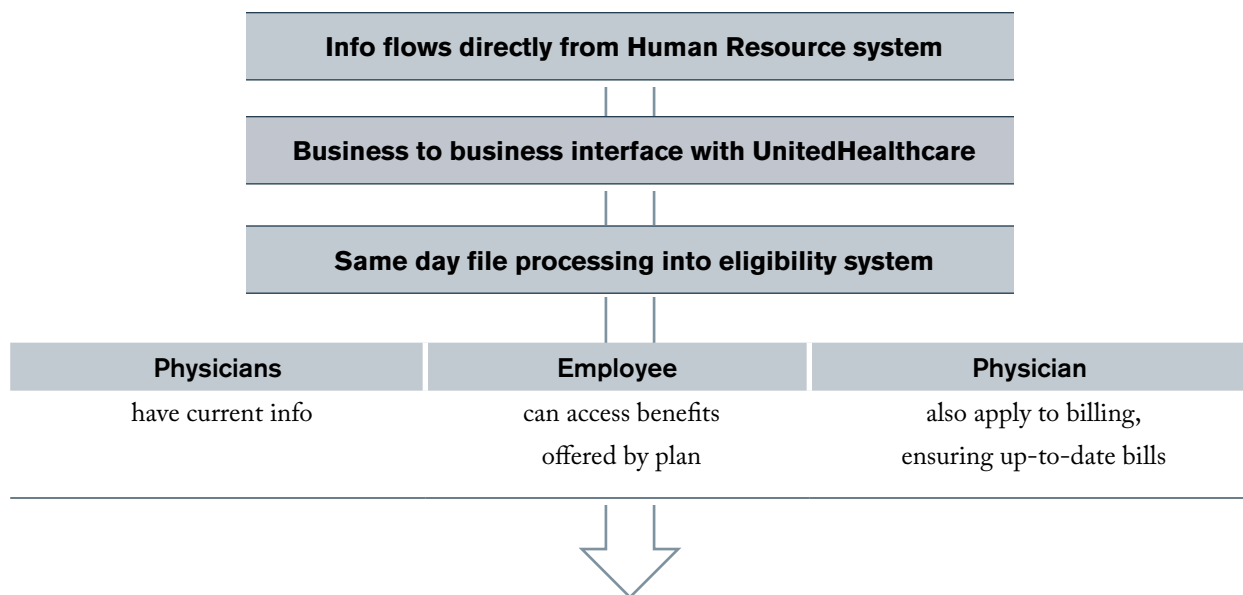 Info flows directly from Human Resource system
Business to business interface with UnitedHealthcare
Same day file processing into eligibility system
Physicians
have current info
Employee
can access benefits
offered by plan
Physician
also apply to billing,
ensuring up-to-date bills